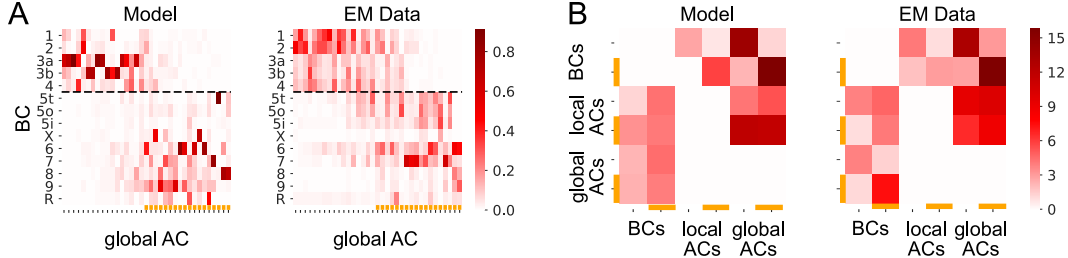 A
Model
EM Data
BC
1
2
3a
3b
4
5t
5o
5i
X
6
7
8
9
R
global AC
global AC
0.8
0.6
0.4
0.2
0.0
B
Model
EM Data
BCs
local
ACs
global
ACs
BCs
local
ACs
global
ACs
BCs
local
ACs
global
ACs
15
12
9
6
3
0